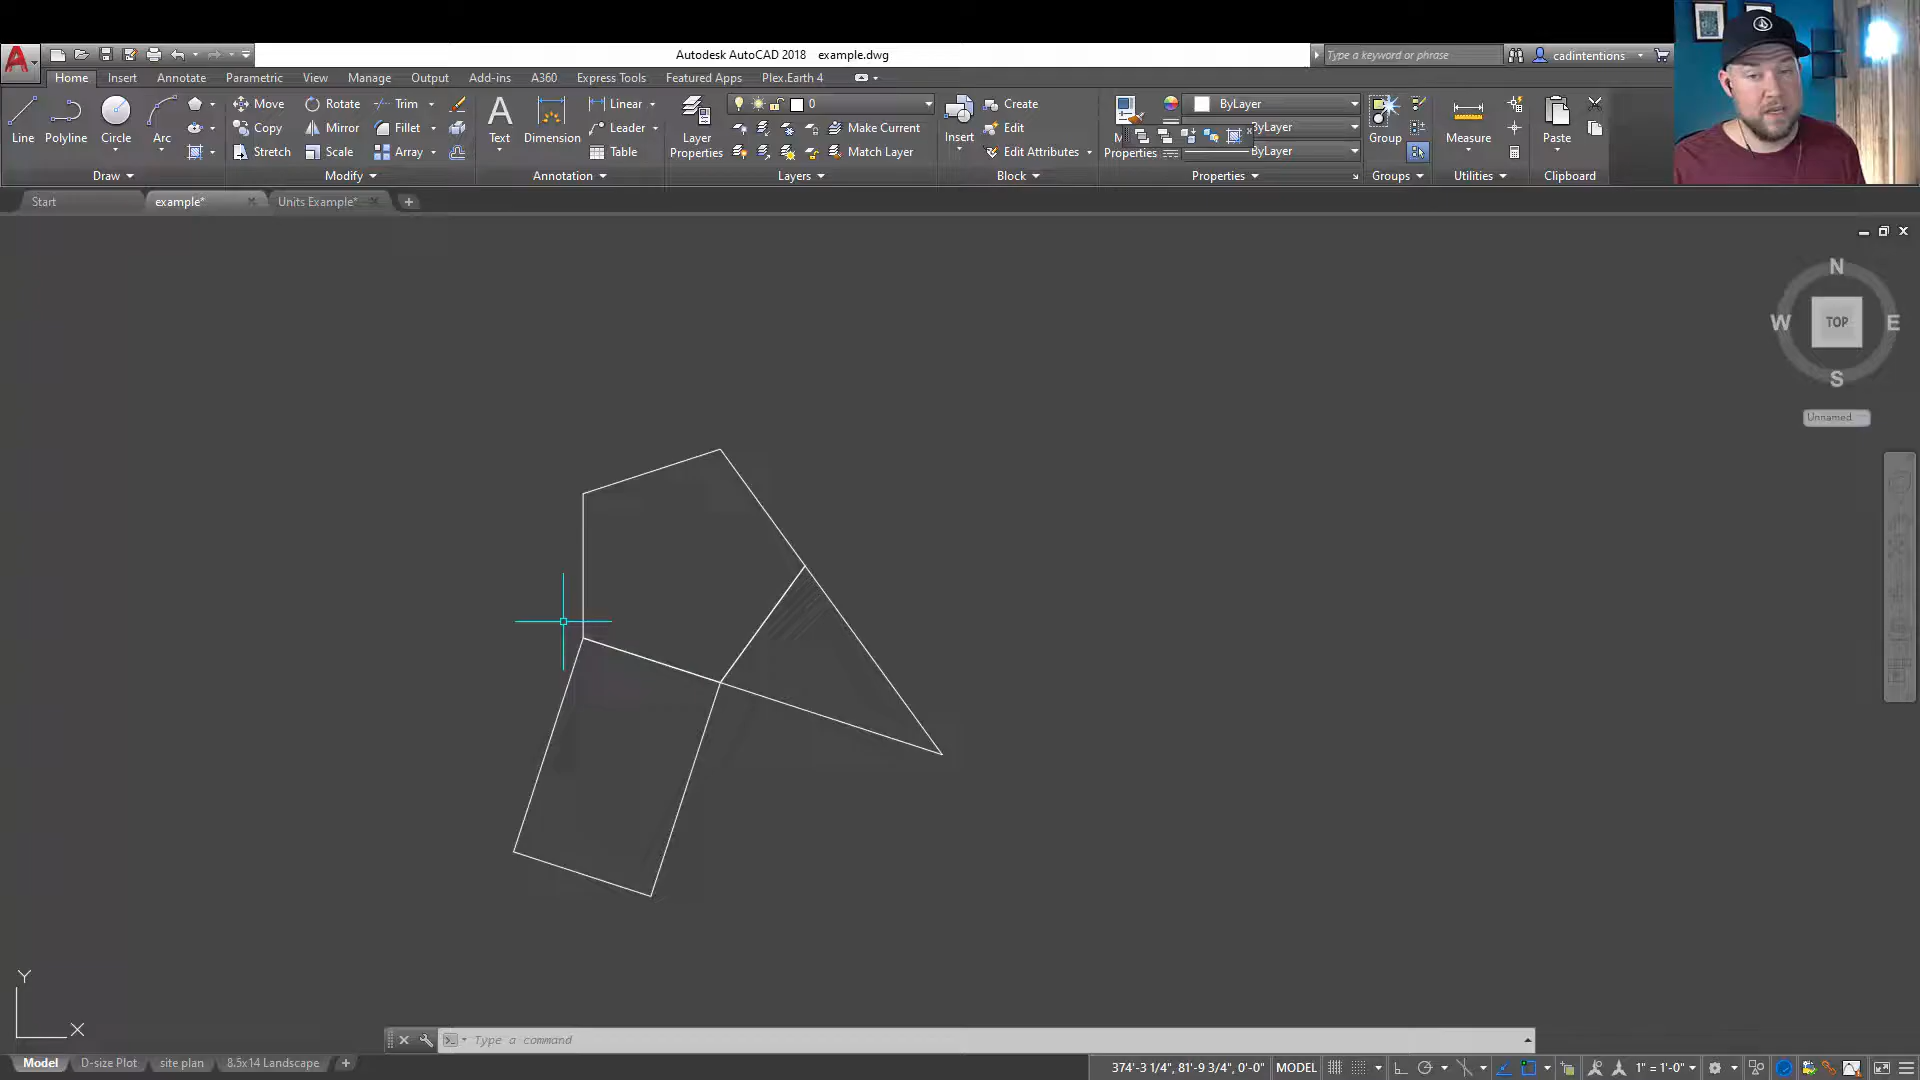 Autodesk AutoCAD 2018 example.dwg
Type a keyword or phrase
cadintentions
Home Insert Annotate Parametric View Manage Output Add-ins A360 Express Tools Featured Apps Plex.Earth 4
Line Polyline Circle Arc
Move Rotate Trim
Copy Mirror Fillet
Stretch Scale Array
Text Dimension
Linear
Leader
Table
Layer
Properties
0
Make Current
Match Layer
Insert
Create
Edit
Edit Attributes
Properties
ByLayer
ByLayer
ByLayer
Group
Measure
Paste
Draw Modify Annotation Layers Block Properties Groups Utilities Clipboard
Start example* Units Example*
N
W TOP E
S
Unnamed
Y
X
Type a command
Model D-size Plot site plan 8.5x14 Landscape
374'-3 1/4", 81'-9 3/4", 0'-0" MODEL 1" = 1'-0"